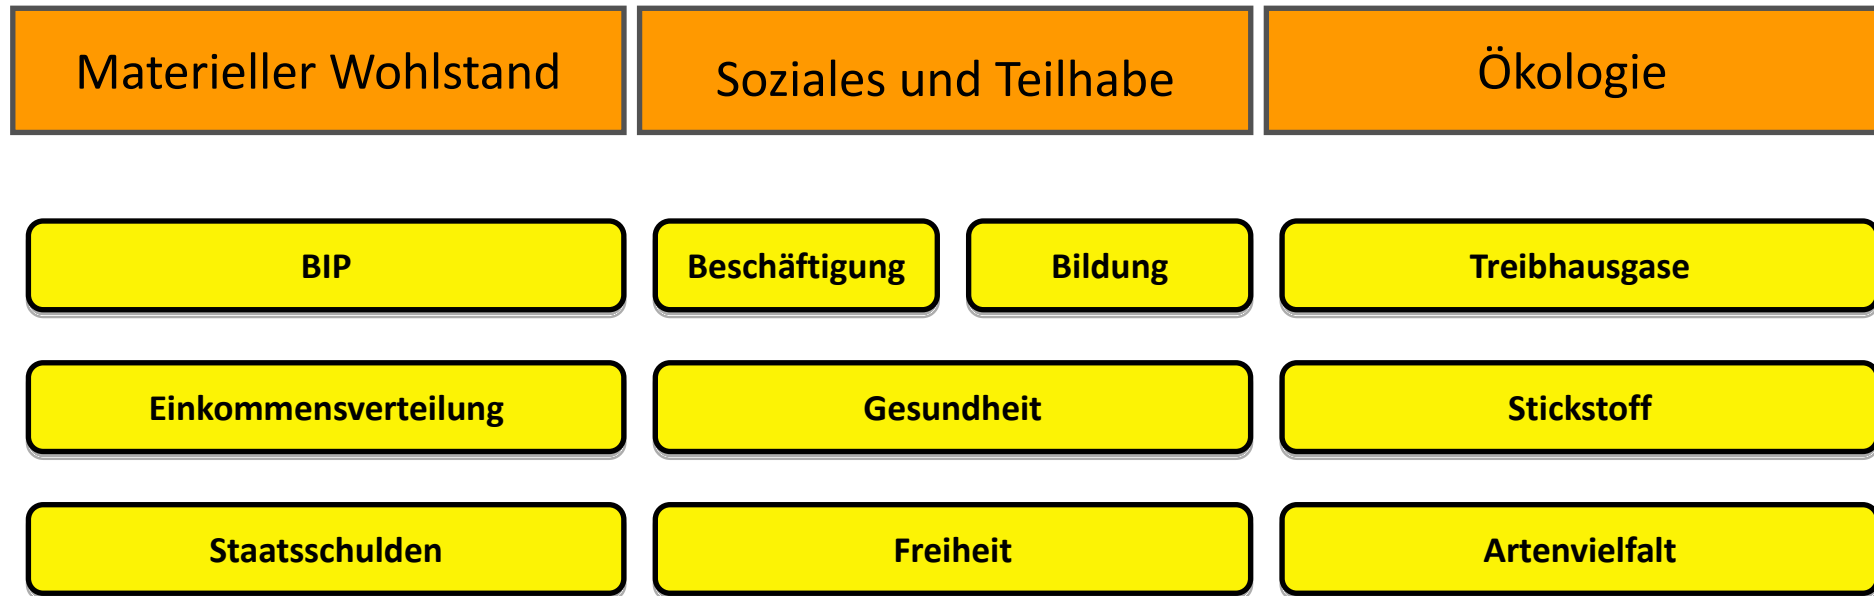 Materieller Wohlstand
Soziales und Teilhabe
Ökologie
BIP
Beschäftigung
Bildung
Treibhausgase
Einkommensverteilung
Gesundheit
Stickstoff
Staatsschulden
Freiheit
Artenvielfalt